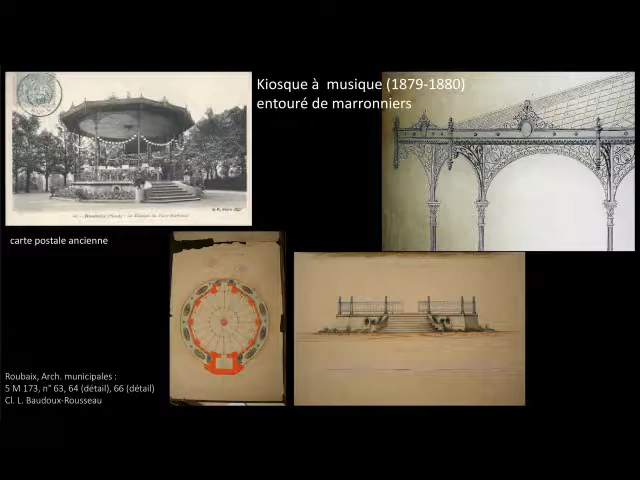 Kiosque à  musique (1879-1880)
entouré de marronniers
carte postale ancienne
Roubaix, Arch. municipales :
5 M 173, n° 63, 64 (détail), 66 (détail)
Cl. L. Baudoux-Rousseau